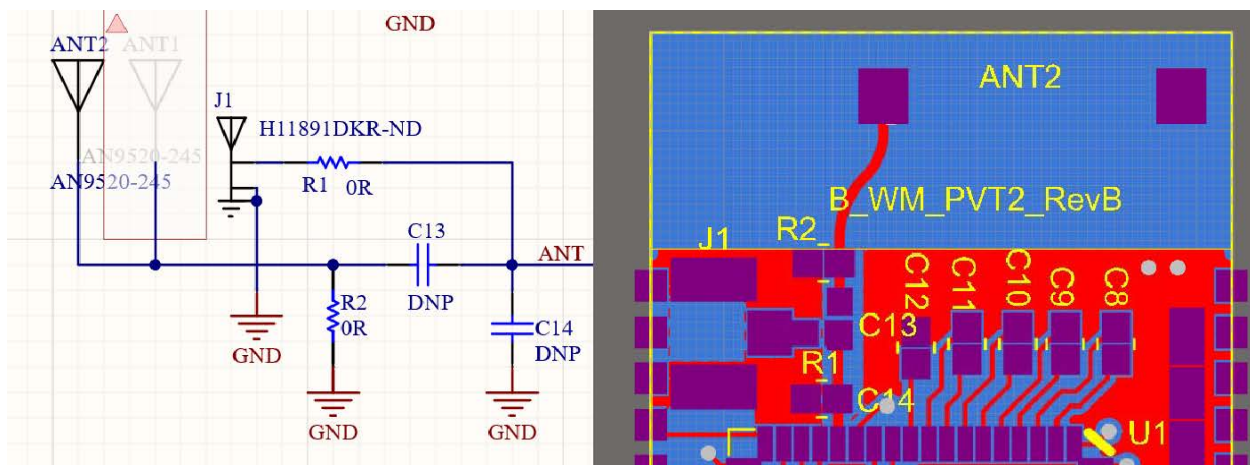 GND
ANT2
ANT1
J1
H11891DKR-ND
AN9520-245
AN9520-245
R1
0R
C13
ANT
DNP
R2
0R
C14
DNP
GND
GND
GND
ANT2
B_WM_PVT2_RevB
J1
R2
C12
C11
C10
C9
C8
C13
R1
C14
U1